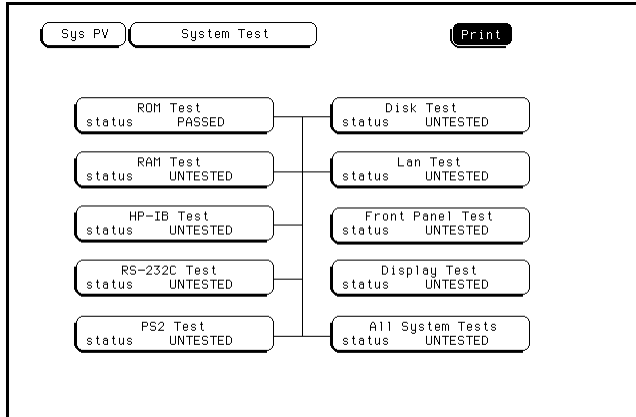 Sys PV System Test Print
ROM Test
status PASSED
Disk Test
status UNTESTED
RAM Test
status UNTESTED
Lan Test
status UNTESTED
HP-IB Test
status UNTESTED
Front Panel Test
status UNTESTED
RS-232C Test
status UNTESTED
Display Test
status UNTESTED
PS2 Test
status UNTESTED
All System Tests
status UNTESTED